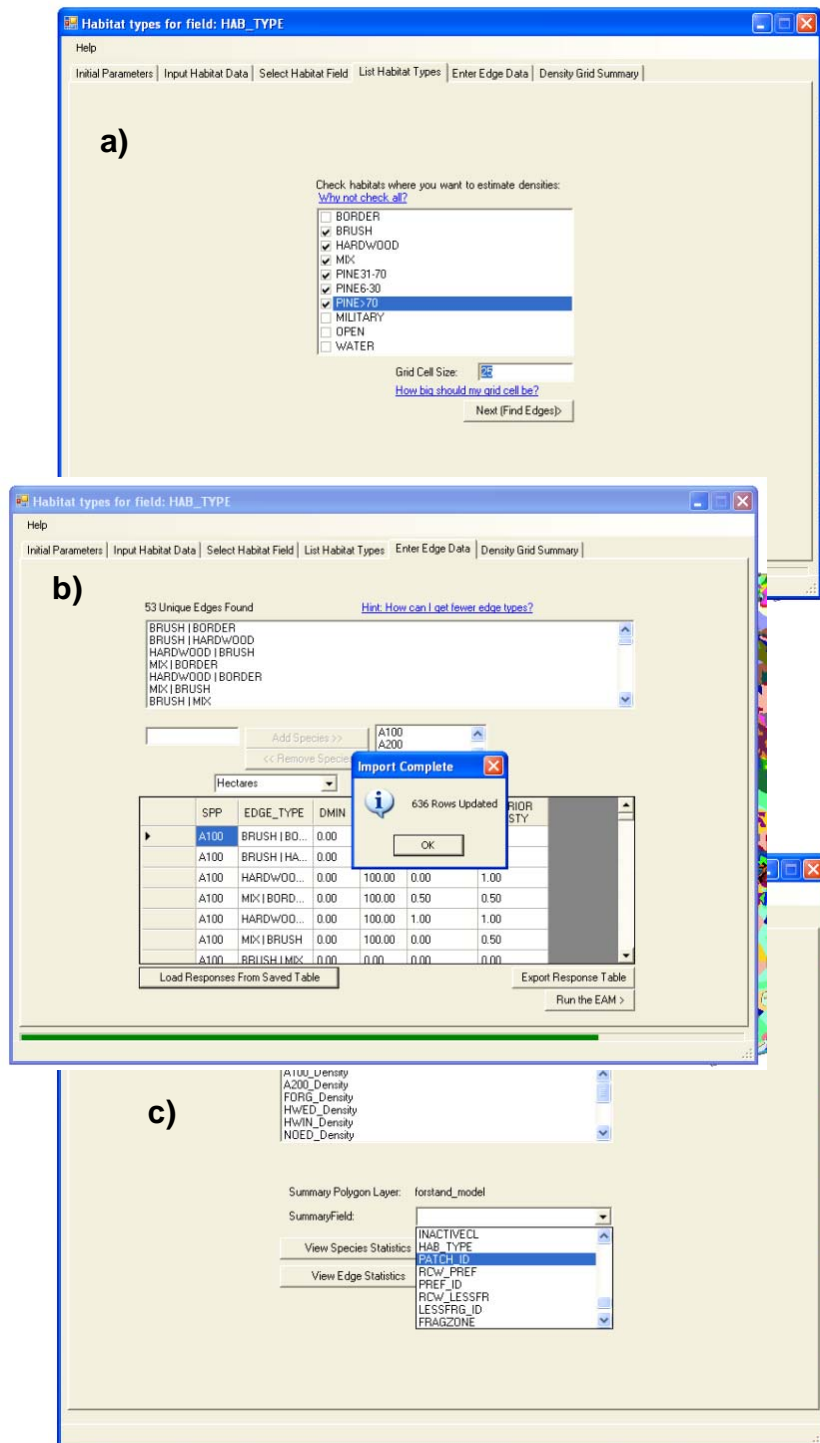 Habitat types for field: HAB_TYPE
Help
Initial Parameters Input Habitat Data Select Habitat Field List Habitat Types Enter Edge Data Density Grid Summary
a)
Check habitats where you want to estimate densities:
Why not check all?
BORDER
BRUSH
HARDWOOD
MIX
PINE31-70
PINE6-30
PINE>70
MILITARY
OPEN
WATER
Grid Cell Size: 25
How big should my grid cell be?
Next (Find Edges)>
Habitat types for field: HAB_TYPE
Help
Initial Parameters Input Habitat Data Select Habitat Field List Habitat Types Enter Edge Data Density Grid Summary
b)
53 Unique Edges Found Hint: How can I get fewer edge types?
BRUSH | BORDER
BRUSH | HARDWOOD
HARDWOOD | BRUSH
MIX | BORDER
HARDWOOD | BORDER
MIX | BRUSH
BRUSH | MIX
Add Species >>
A100
A200
<< Remove Species
Hectares
Import Complete
636 Rows Updated
OK
SPP EDGE_TYPE DMIN
A100 BRUSH | BO... 0.00
A100 BRUSH | HA... 0.00
A100 HARDWOO... 0.00 100.00 0.00 1.00
A100 MIX | BORD... 0.00 100.00 0.50 0.50
A100 HARDWOO... 0.00 100.00 1.00 1.00
A100 MIX | BRUSH 0.00 100.00 0.00 0.50
A100 BRUSH | MIX 0.00 0.00 0.00 0.00
Load Responses From Saved Table Export Response Table
Run the EAM >
c)
A100_Density
A200_Density
FORG_Density
HWED_Density
HWIN_Density
NOED_Density
Summary Polygon Layer: forstand_model
SummaryField:
View Species Statistics
View Edge Statistics
INACTIVECL
HAB_TYPE
PATCH_ID
RCW_PREF
PREF_ID
RCW_LESSFR
LESSFRG_ID
FRAGZONE